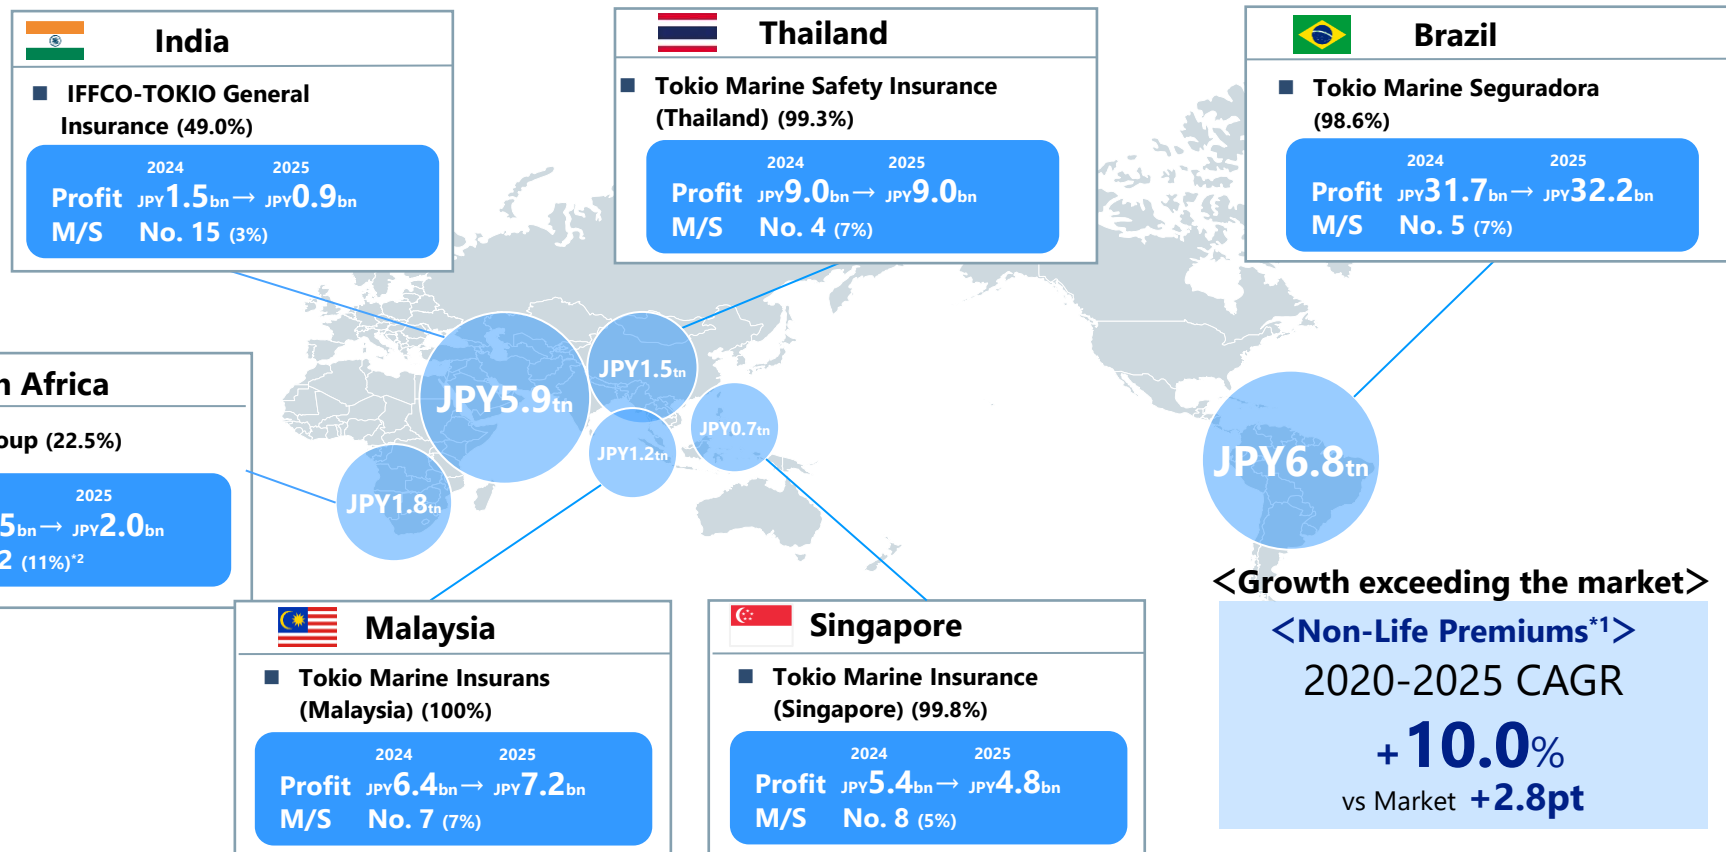 India
■ IFFCO-TOKIO General
Insurance (49.0%)
2024 2025
Profit JPY1.5bn→ JPY0.9bn
M/S No. 15 (3%)
Thailand
■ Tokio Marine Safety Insurance
(Thailand) (99.3%)
2024 2025
Profit JPY9.0bn→ JPY9.0bn
M/S No. 4 (7%)
Brazil
■ Tokio Marine Seguradora
(98.6%)
2024 2025
Profit JPY31.7bn→ JPY32.2bn
M/S No. 5 (7%)
Africa
(22.5%)
2025
5bn→ JPY2.0bn
2 (11%)*2
JPY5.9tn
JPY1.5tn
JPY1.2tn
JPY0.7tn
JPY1.8tn
JPY6.8tn
Malaysia
■ Tokio Marine Insurans
(Malaysia) (100%)
2024 2025
Profit JPY6.4bn→ JPY7.2bn
M/S No. 7 (7%)
Singapore
■ Tokio Marine Insurance
(Singapore) (99.8%)
2024 2025
Profit JPY5.4bn→ JPY4.8bn
M/S No. 8 (5%)
<Growth exceeding the market>
<Non-Life Premiums*1>
2020-2025 CAGR
+10.0%
vs Market +2.8pt